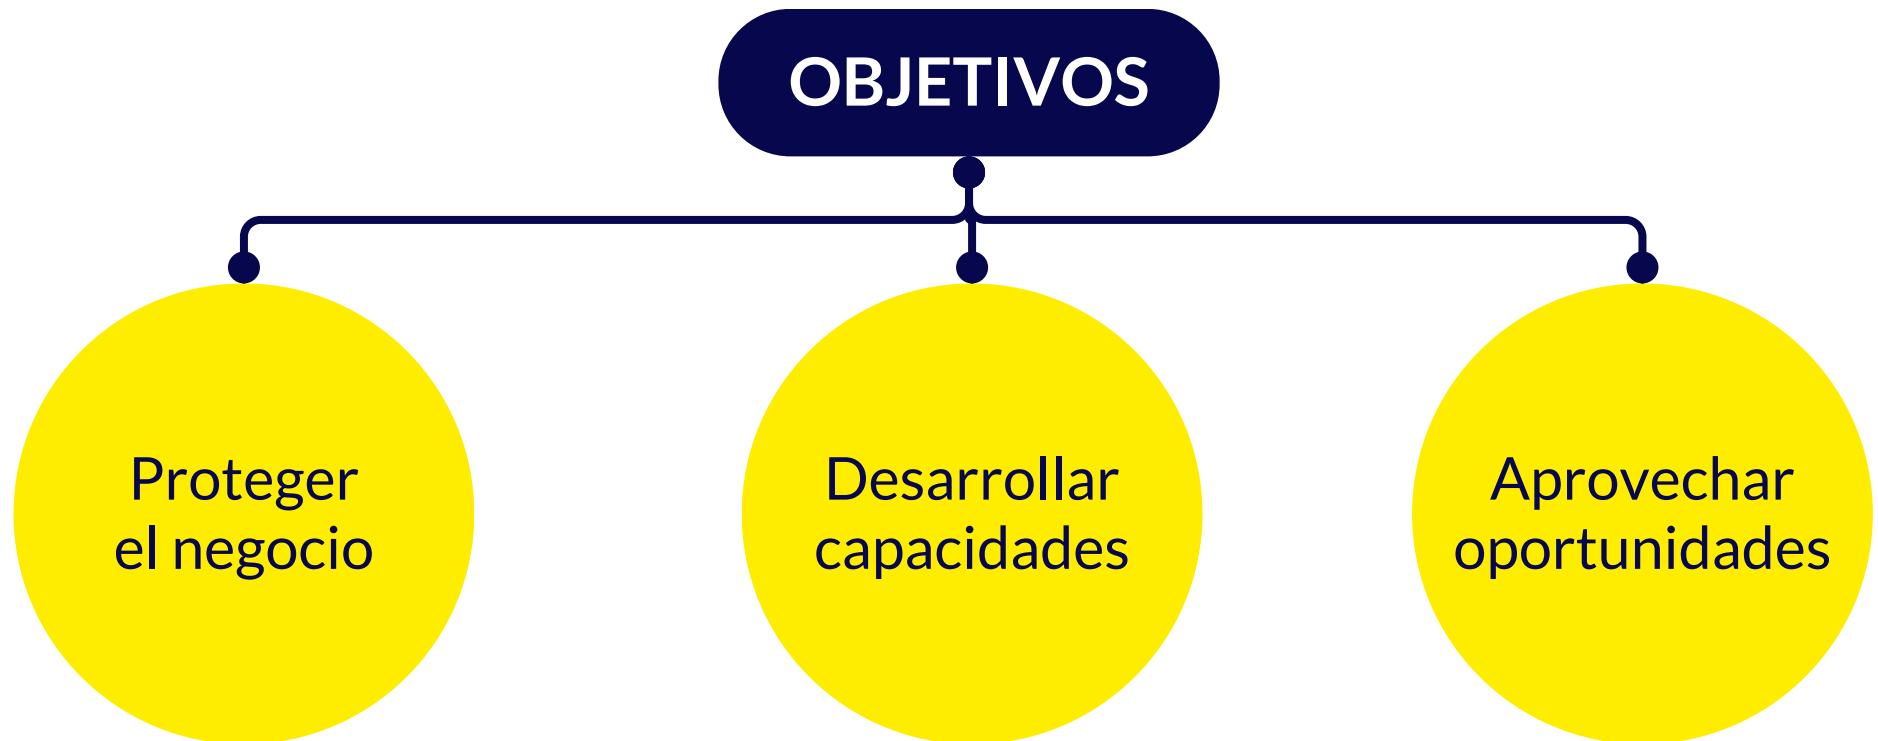 OBJETIVOS
Proteger
el negocio
Desarrollar
capacidades
Aprovechar
oportunidades